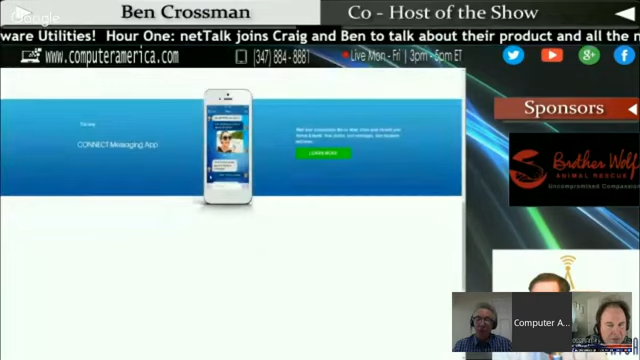 Google
Ben Crossman
Co - Host of the Show
ware Utilities! Hour One: netTalk joins Craig and Ben to talk about their product and all the n
www.computeramerica.com
(347) 884 - 8881
Live Mon - Fri | 3pm - 5pm ET
CONNECT Messaging App
LEARN MORE
Sponsors
Brother Wolf
ANIMAL RESCUE
Uncompromised Compassion
Computer A...